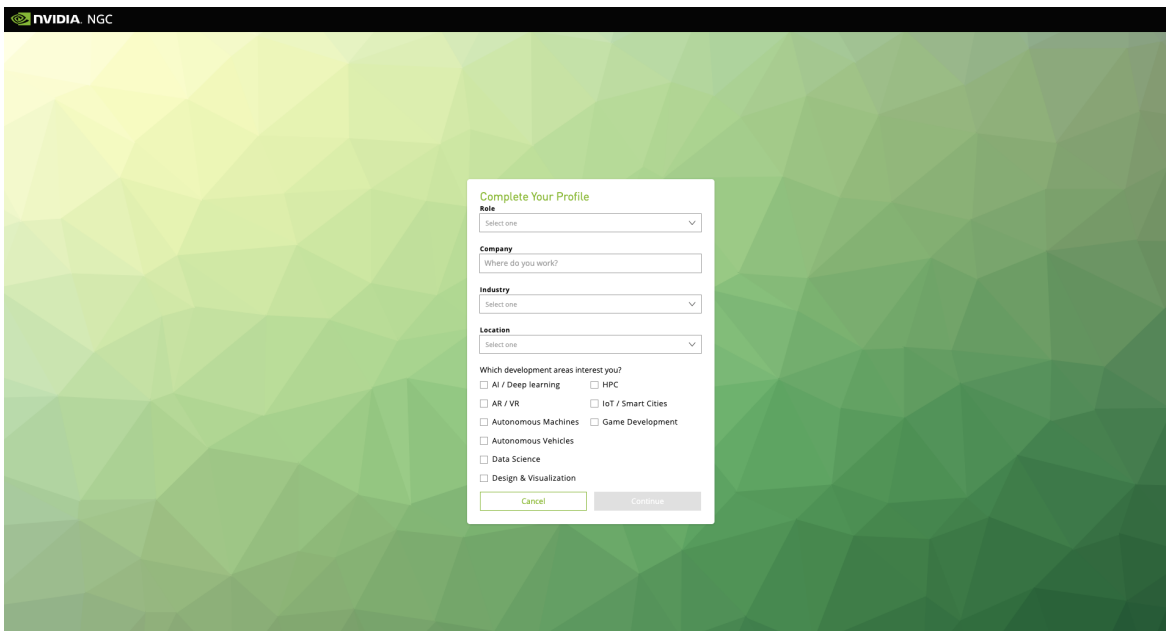 NVIDIA. NGC
Complete Your Profile
Role
Select one
Company
Where do you work?
Industry
Select one
Location
Select one
Which development areas interest you?
AI / Deep learning
HPC
AR / VR
IoT / Smart Cities
Autonomous Machines
Game Development
Autonomous Vehicles
Data Science
Design & Visualization
Cancel
Continue